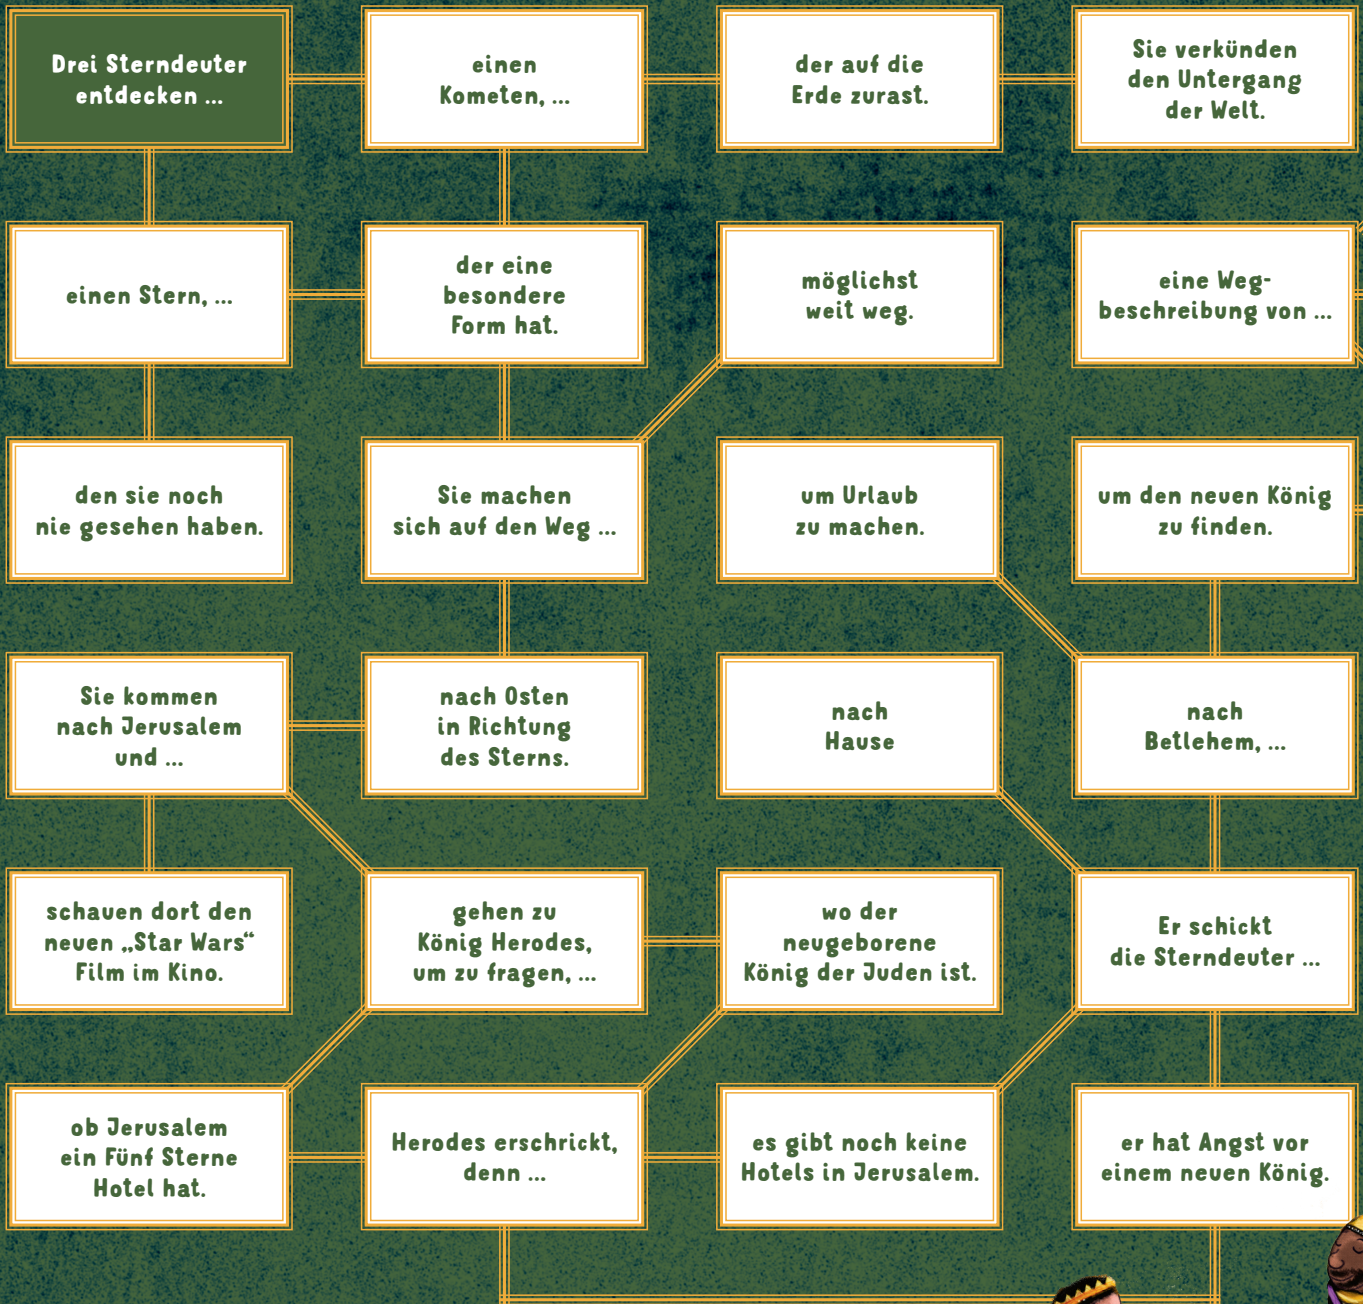 Drei Sterndeuter
entdecken ...
einen
Kometen, ...
der auf die
Erde zurast.
Sie verkünden
den Untergang
der Welt.
einen Stern, ...
der eine
besondere
Form hat.
möglichst
weit weg.
eine Weg-
beschreibung von ...
den sie noch
nie gesehen haben.
Sie machen
sich auf den Weg ...
um Urlaub
zu machen.
um den neuen König
zu finden.
Sie kommen
nach Jerusalem
und ...
nach Osten
in Richtung
des Sterns.
nach
Hause
nach
Betlehem, ...
schauen dort den
neuen „Star Wars“
Film im Kino.
gehen zu
König Herodes,
um zu fragen, ...
wo der
neugeborene
König der Juden ist.
Er schickt
die Sterndeuter ...
ob Jerusalem
ein Fünf Sterne
Hotel hat.
Herodes erschrickt,
denn ...
es gibt noch keine
Hotels in Jerusalem.
er hat Angst vor
einem neuen König.